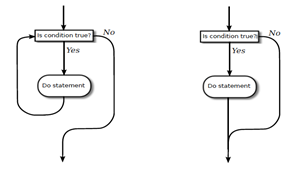 Is condition true?
No
Yes
Do statement
Is condition true?
No
Yes
Do statement